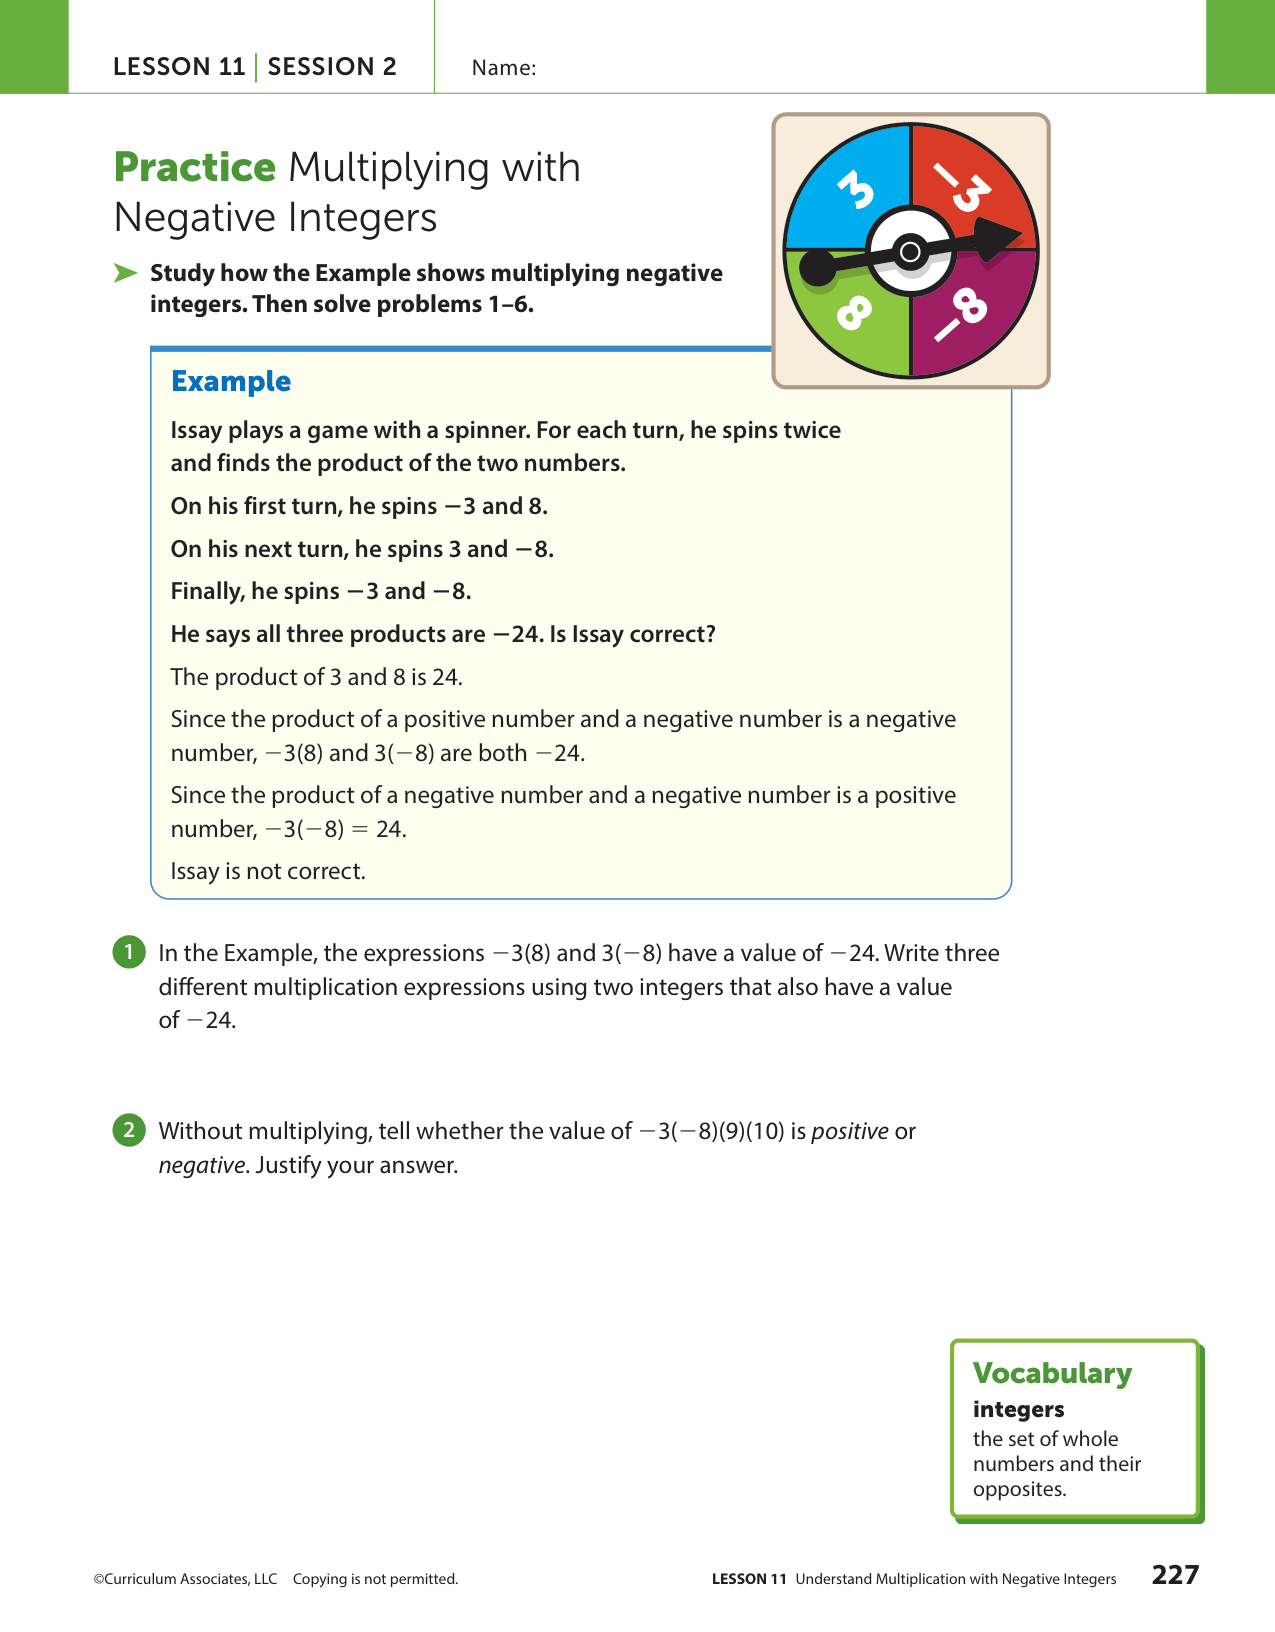 LESSON 11 | SESSION 2
Name:
Practice Multiplying with
Negative Integers
Study how the Example shows multiplying negative
integers. Then solve problems 1–6.
3
−3
8
−8
Example
Issay plays a game with a spinner. For each turn, he spins twice
and finds the product of the two numbers.
On his first turn, he spins −3 and 8.
On his next turn, he spins 3 and −8.
Finally, he spins −3 and −8.
He says all three products are −24. Is Issay correct?
The product of 3 and 8 is 24.
Since the product of a positive number and a negative number is a negative
number, −3(8) and 3(−8) are both −24.
Since the product of a negative number and a negative number is a positive
number, −3(−8) = 24.
Issay is not correct.
1 In the Example, the expressions −3(8) and 3(−8) have a value of −24. Write three
different multiplication expressions using two integers that also have a value
of −24.
2 Without multiplying, tell whether the value of −3(−8)(9)(10) is positive or
negative. Justify your answer.
Vocabulary
integers
the set of whole
numbers and their
opposites.
©Curriculum Associates, LLC Copying is not permitted.
LESSON 11 Understand Multiplication with Negative Integers 227